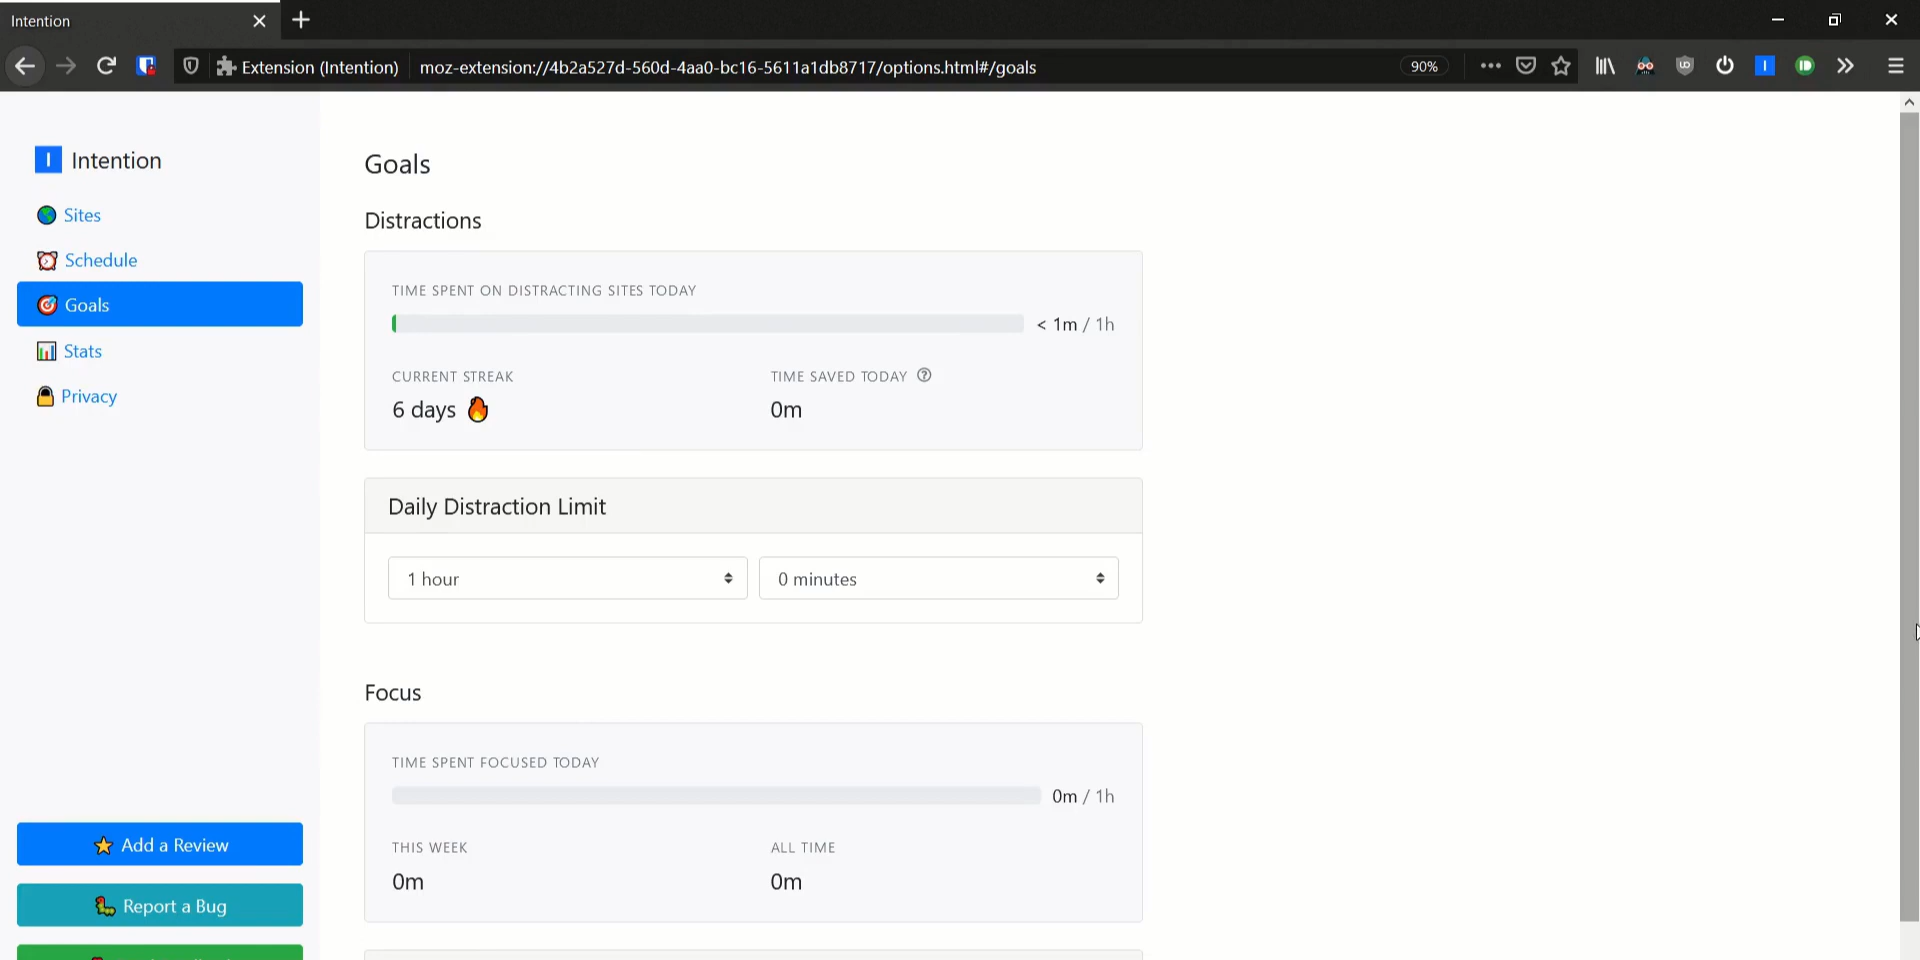 Intention
Extension (Intention)
moz-extension://4b2a527d-560d-4aa0-bc16-5611a1db8717/options.html#/goals
90%
I Intention
Sites
Schedule
Goals
Stats
Privacy
Add a Review
Report a Bug
Goals
Distractions
TIME SPENT ON DISTRACTING SITES TODAY
< 1m / 1h
CURRENT STREAK
6 days
TIME SAVED TODAY ?
0m
Daily Distraction Limit
1 hour
0 minutes
Focus
TIME SPENT FOCUSED TODAY
0m / 1h
THIS WEEK
0m
ALL TIME
0m